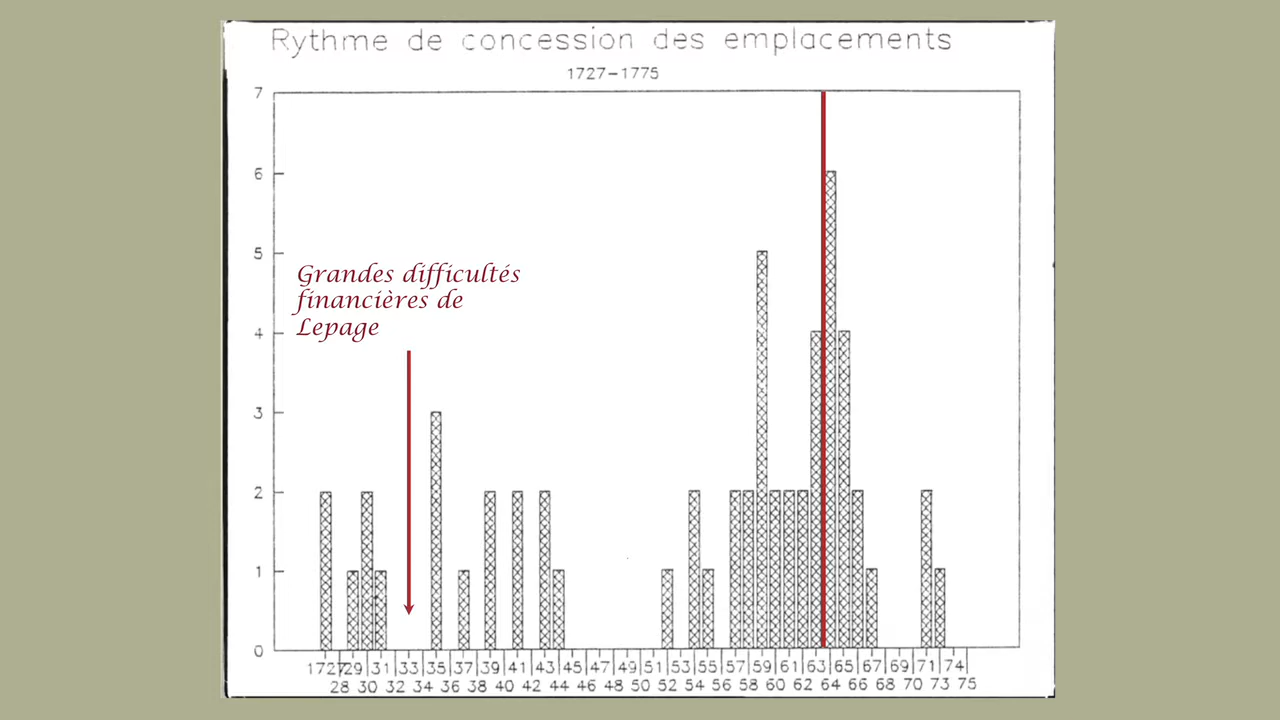 Rythme de concession des emplacements
1727-1775
7
6
5
4
3
2
1
0
Grandes difficultés
financières de
Lepage
1727 29 31 33 35 37 39 41 43 45 47 49 51 53 55 57 59 61 63 65 67 69 71 74
28 30 32 34 36 38 40 42 44 46 48 50 52 54 56 58 60 62 64 66 68 70 73 75